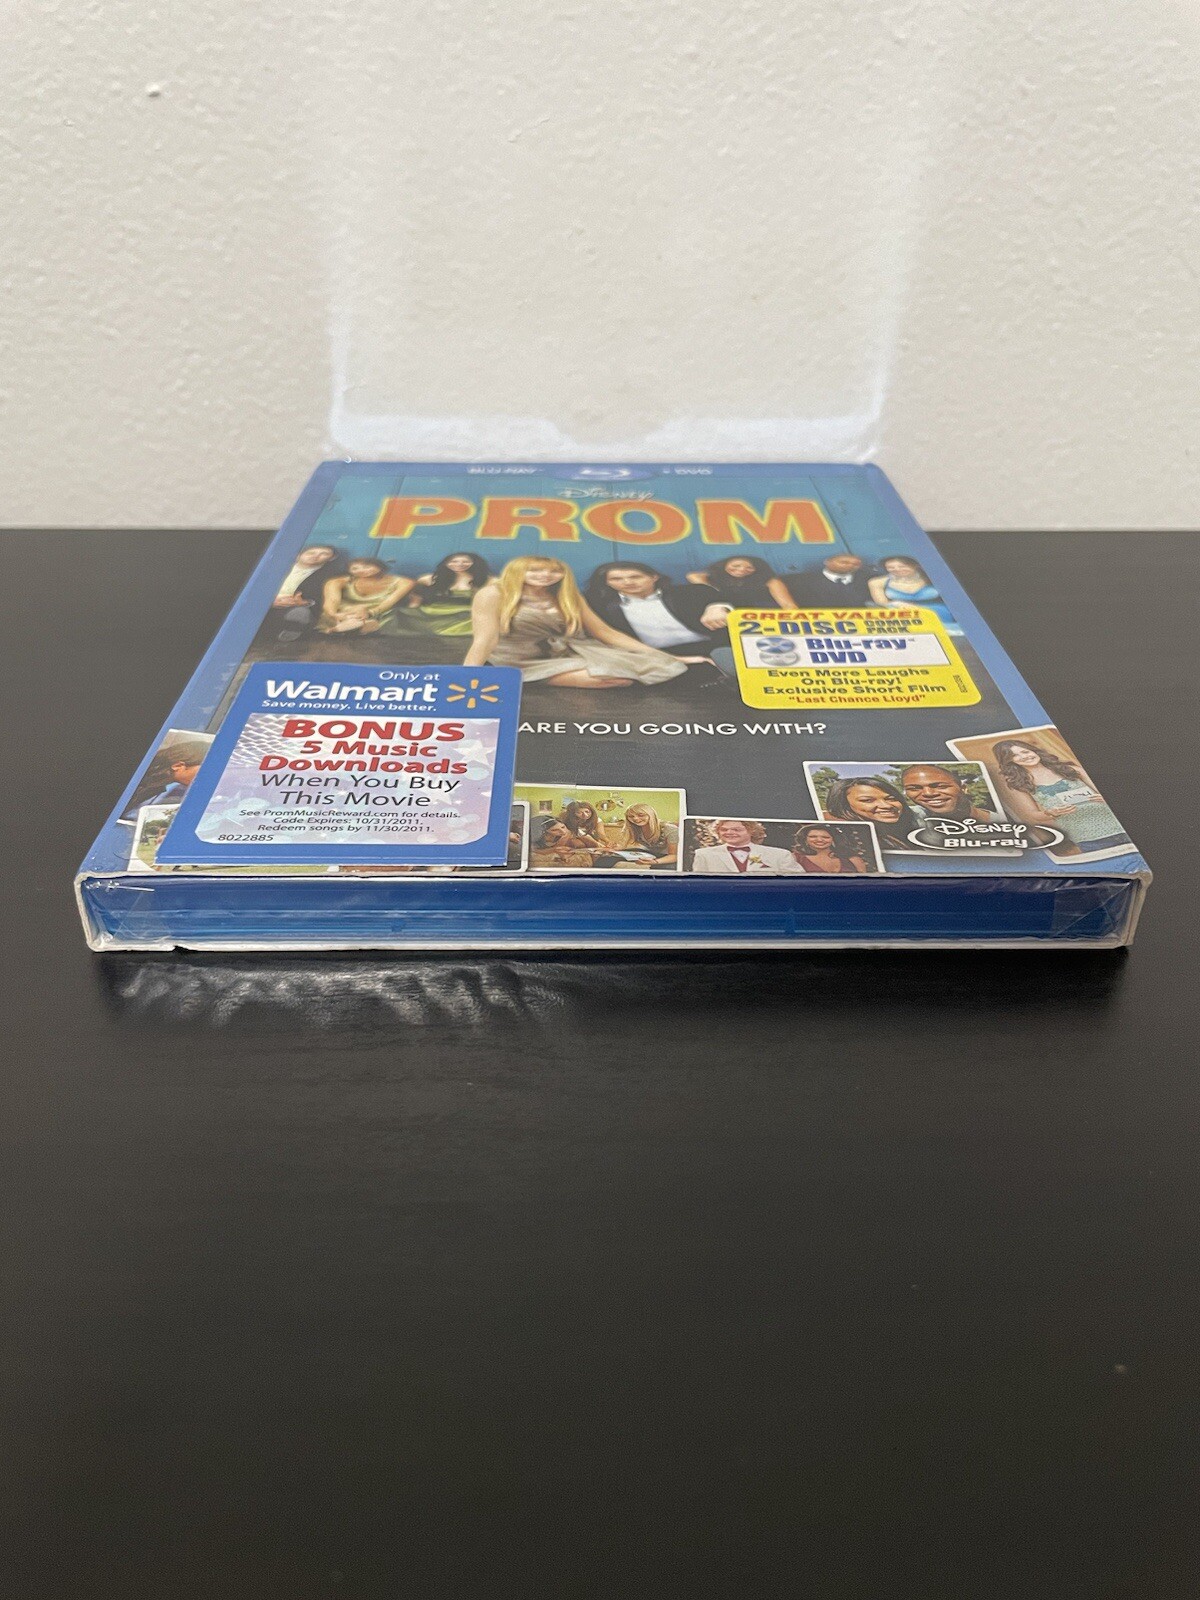 Disney
PROM
GREAT VALUE!
2-DISC COMBO PACK
Blu-ray™
DVD
Even More Laughs
On Blu-ray!
Exclusive Short Film
"Last Chance Lloyd"
Only at
Walmart
Save money. Live better.
BONUS
5 Music
Downloads
When You Buy
This Movie
See PromMusicReward.com for details.
Code Expires: 10/31/2011.
Redeem songs by 11/30/2011.
8022885
ARE YOU GOING WITH?
Disney
Blu-ray